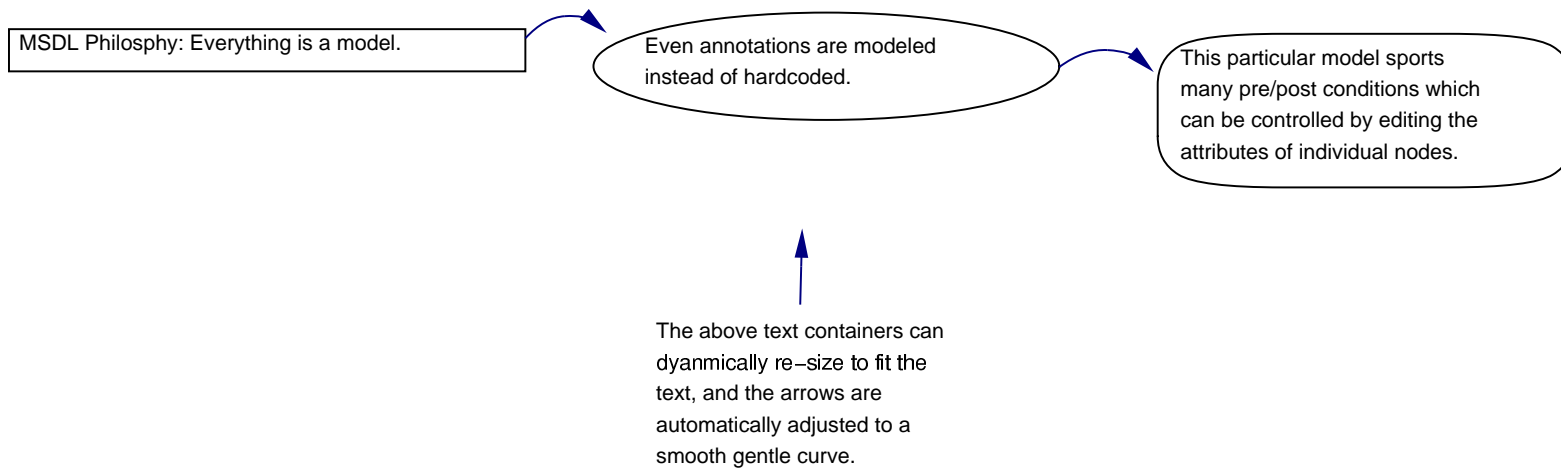 MSDL Philosphy: Everything is a model.
Even annotations are modeled
instead of hardcoded.
This particular model sports
many pre/post conditions which
can be controlled by editing the
attributes of individual nodes.
The above text containers can
dyanmically re−size to fit the
text, and the arrows are
automatically adjusted to a
smooth gentle curve.